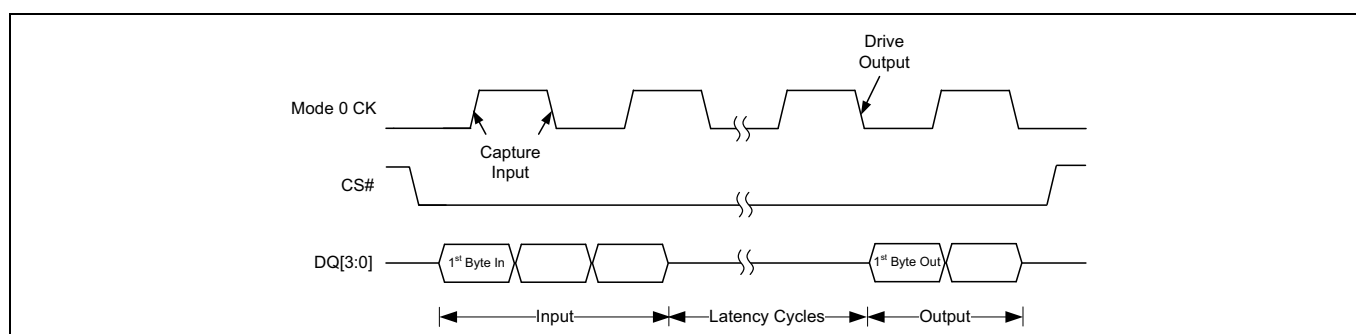 Drive
Output
Mode 0 CK
Capture
Input
CS#
DQ[3:0]
1st Byte In
1st Byte Out
Input
Latency Cycles
Output